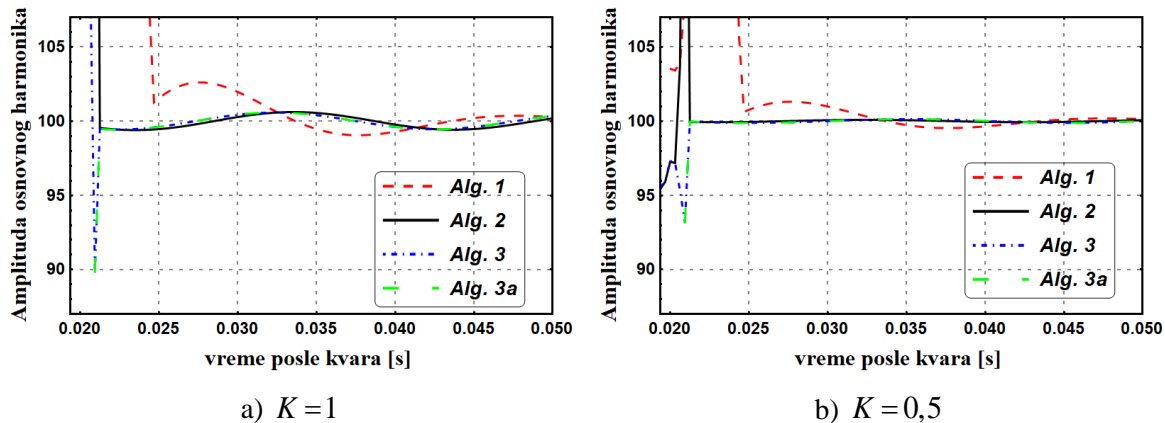 Amplituda osnovnog harmonika
105
100
95
90
0.020 0.025 0.030 0.035 0.040 0.045 0.050
vreme posle kvara [s]
Alg. 1
Alg. 2
Alg. 3
Alg. 3a
a) K = 1
Amplituda osnovnog harmonika
105
100
95
90
0.020 0.025 0.030 0.035 0.040 0.045 0.050
vreme posle kvara [s]
Alg. 1
Alg. 2
Alg. 3
Alg. 3a
b) K = 0,5